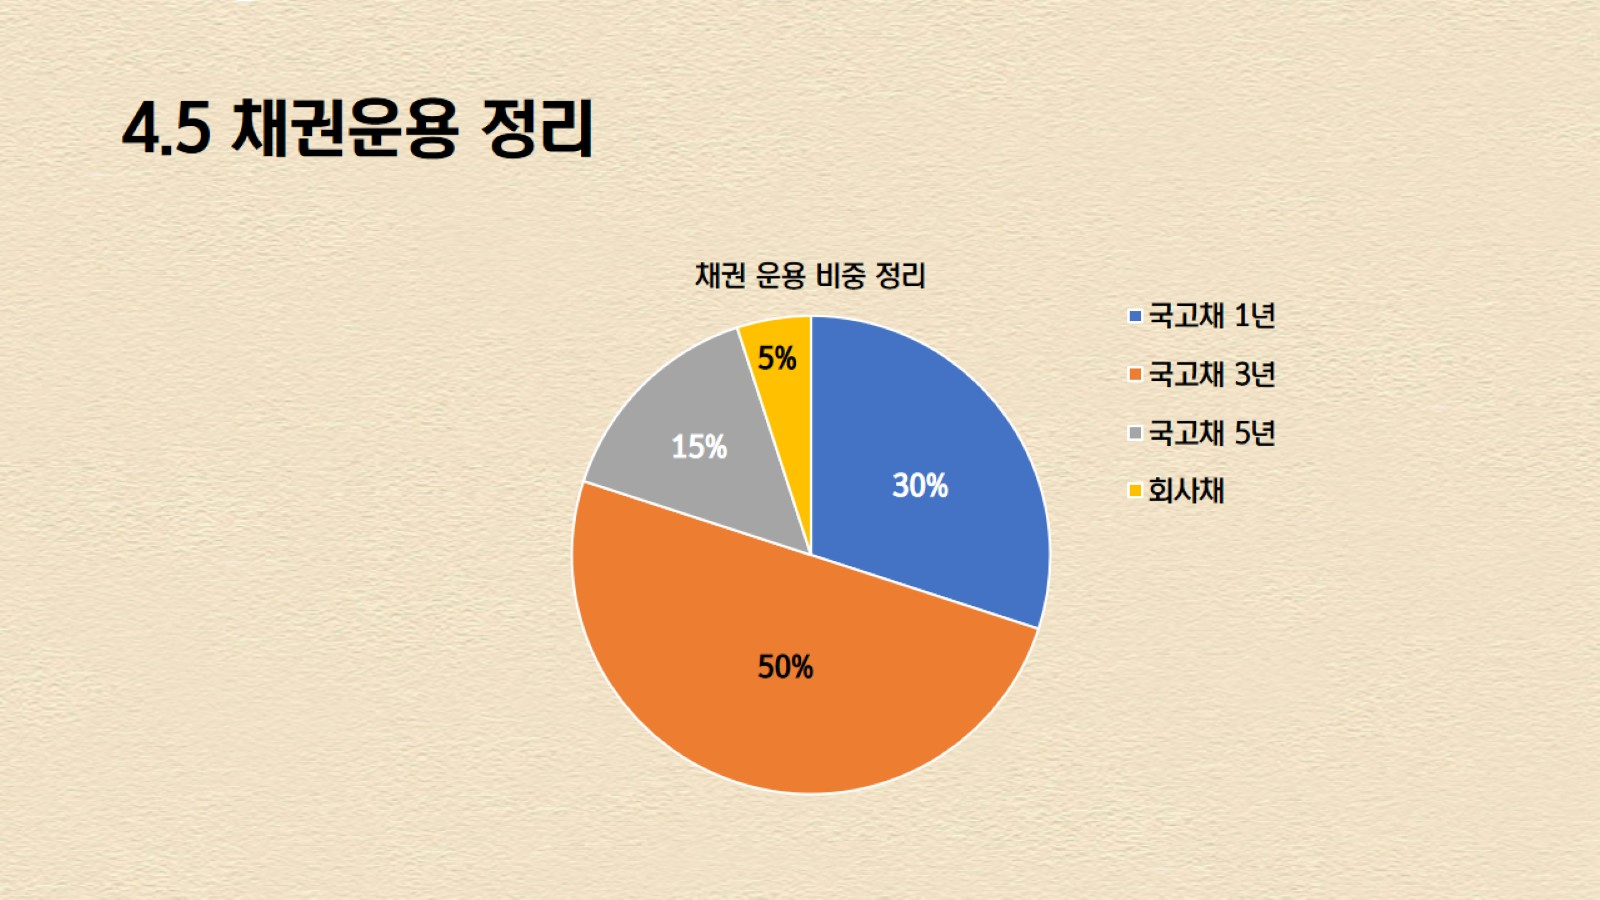 4.5 채권운용 정리
채권 운용 비중 정리
국고채 1년
국고채 3년
국고채 5년
회사채
5%
15%
30%
50%